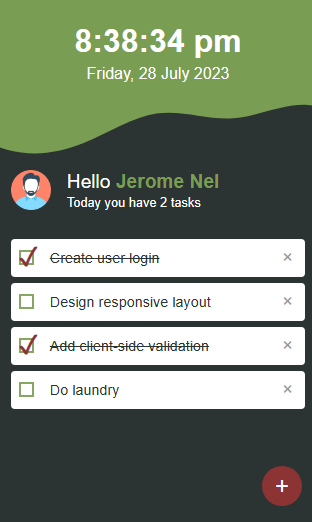 8:38:34 pm
Friday, 28 July 2023
Hello Jerome Nel
Today you have 2 tasks
Create user login ×
Design responsive layout ×
Add client-side validation ×
Do laundry ×
+